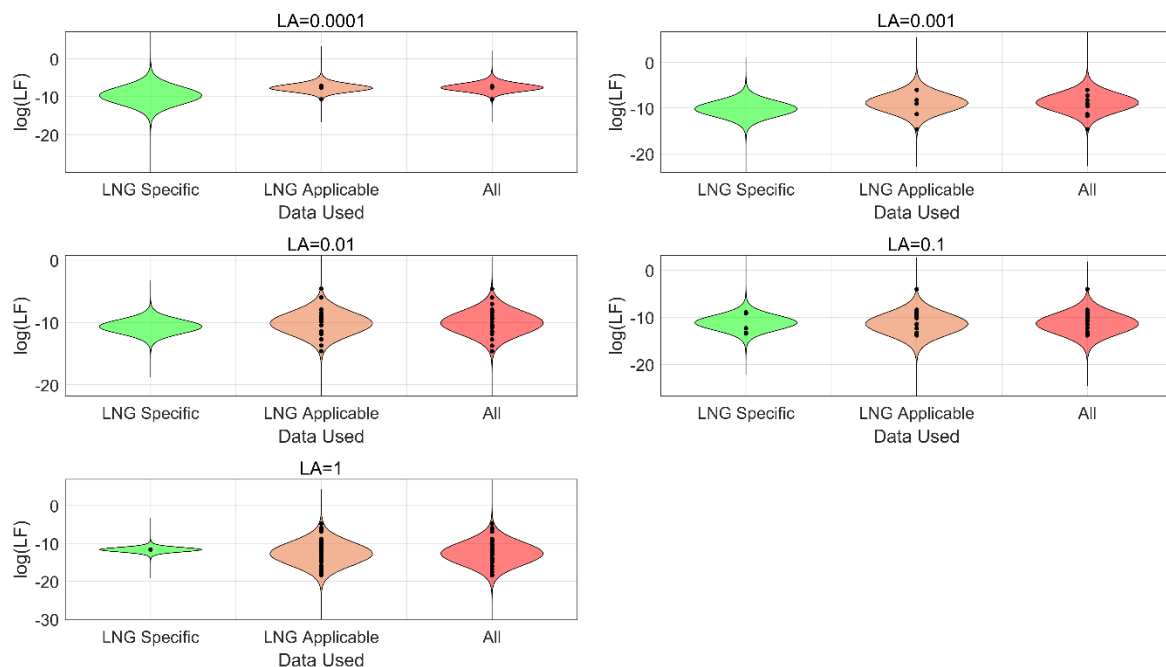 LA=0.0001
log(LF)
0
-10
-20
LNG Specific LNG Applicable All
Data Used
LA=0.001
log(LF)
0
-10
-20
LNG Specific LNG Applicable All
Data Used
LA=0.01
log(LF)
0
-10
-20
LNG Specific LNG Applicable All
Data Used
LA=0.1
log(LF)
0
-10
-20
LNG Specific LNG Applicable All
Data Used
LA=1
log(LF)
0
-10
-20
-30
LNG Specific LNG Applicable All
Data Used